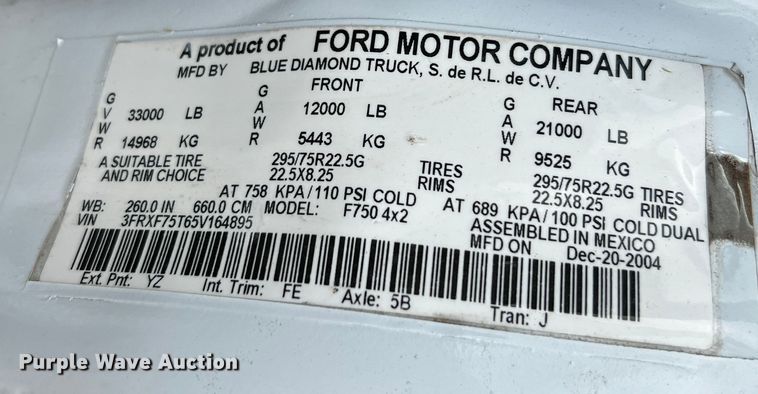 A product of FORD MOTOR COMPANY
MFD BY BLUE DIAMOND TRUCK, S. de R.L. de C.V.
GVWR 33000 LB 14968 KG
FRONT GAWR 12000 LB 5443 KG
REAR GAWR 21000 LB 9525 KG
A SUITABLE TIRE 295/75R22.5G TIRES 295/75R22.5G TIRES
AND RIM CHOICE 22.5X8.25 RIMS 22.5X8.25 RIMS
AT 758 KPA/110 PSI COLD AT 689 KPA/100 PSI COLD DUAL
WB: 260.0 IN 660.0 CM MODEL: F750 4x2 ASSEMBLED IN MEXICO
VIN 3FRXF75T65V164895 MFD ON Dec-20-2004
Ext. Pnt: YZ Int. Trim: FE Axle: 5B Tran: J
Purple Wave Auction